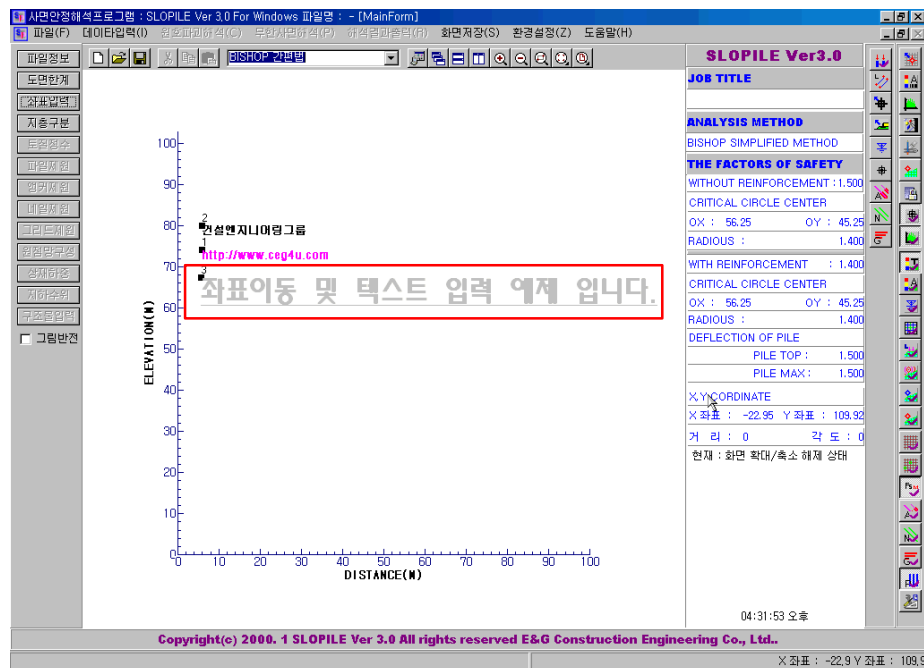 사면안정해석프로그램 : SLOPILE Ver 3,0 For Windows 파일명 : - [MainForm]
파일(F) 데이타입력(I) 원호파괴해석(C) 무한사면해석(P) 해석결과출력(R) 화면저장(S) 환경설정(Z) 도움말(H)
파일정보
도면한계
좌표입력
지층구분
토질정수
파일제원
앵커제원
네일제원
그리드제원
원점망구성
상재하중
지하수위
구조물입력
그림반전
BISHOP 간편법
ELEVATION(M)
100
90
80
70
60
50
40
30
20
10
0
2
건설엔지니어링그룹
1
http://www.ceg4u.com
3
좌표이동 및 텍스트 입력 예제 입니다.
0 10 20 30 40 50 60 70 80 90 100
DISTANCE(M)
SLOPILE Ver3.0
JOB TITLE
ANALYSIS METHOD
BISHOP SIMPLIFIED METHOD
THE FACTORS OF SAFETY
WITHOUT REINFORCEMENT : 1.500
CRITICAL CIRCLE CENTER
OX : 56.25 OY : 45.25
RADIOUS : 1.400
WITH REINFORCEMENT : 1.400
CRITICAL CIRCLE CENTER
OX : 56.25 OY : 45.25
RADIOUS : 1.400
DEFLECTION OF PILE
PILE TOP : 1.500
PILE MAX : 1.500
X,Y CORDINATE
X 좌표 : -22.95 Y 좌표 : 109.92
거 리 : 0 각 도 : 0
현재 : 화면 확대/축소 해제 상태
04:31:53 오후
Copyright(c) 2000. 1 SLOPILE Ver 3.0 All rights reserved E&G Construction Engineering Co., Ltd..
X 좌표 : -22,9 Y 좌표 : 109,9